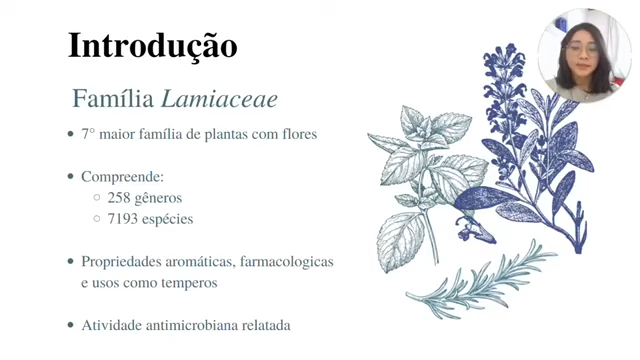 Introdução
Família Lamiaceae
7° maior família de plantas com flores
Compreende:
258 gêneros
7193 espécies
Propriedades aromáticas, farmacologicas
e usos como temperos
Atividade antimicrobiana relatada